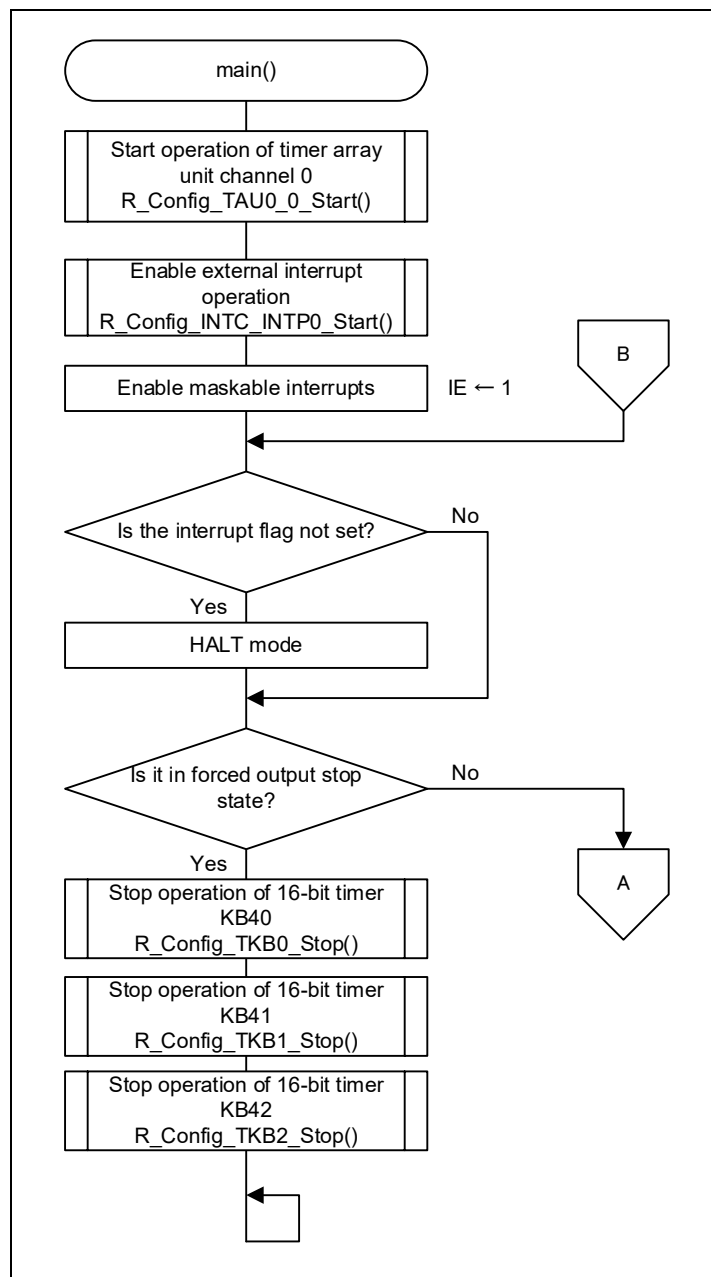 main()
Start operation of timer array
unit channel 0
R_Config_TAU0_0_Start()
Enable external interrupt
operation
R_Config_INTC_INTP0_Start()
B
Enable maskable interrupts
IE ← 1
Is the interrupt flag not set?
No
Yes
HALT mode
Is it in forced output stop
state?
No
Yes
A
Stop operation of 16-bit timer
KB40
R_Config_TKB0_Stop()
Stop operation of 16-bit timer
KB41
R_Config_TKB1_Stop()
Stop operation of 16-bit timer
KB42
R_Config_TKB2_Stop()